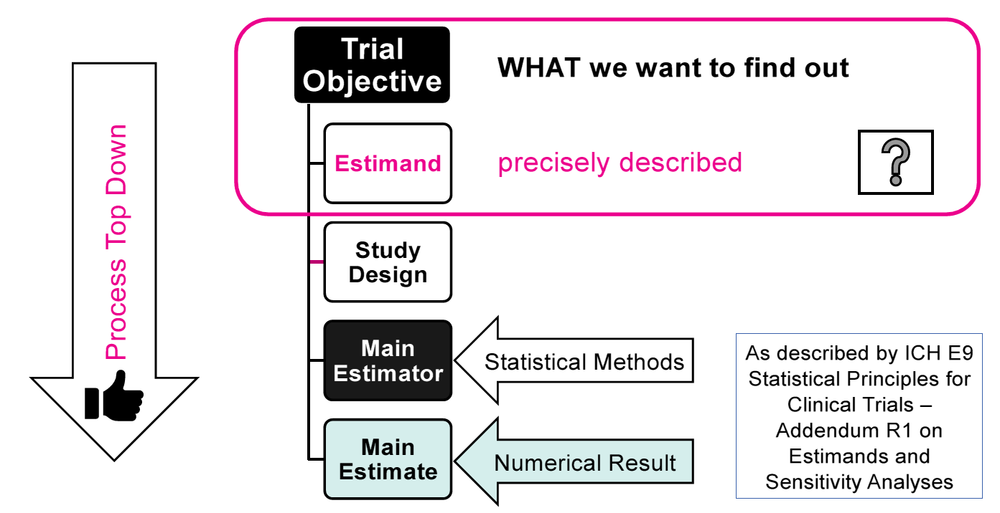 Trial
Objective
WHAT we want to find out
Process Top Down
Estimand
precisely described
?
Study
Design
Main
Estimator
Statistical Methods
Main
Estimate
Numerical Result
As described by ICH E9
Statistical Principles for
Clinical Trials –
Addendum R1 on
Estimands and
Sensitivity Analyses